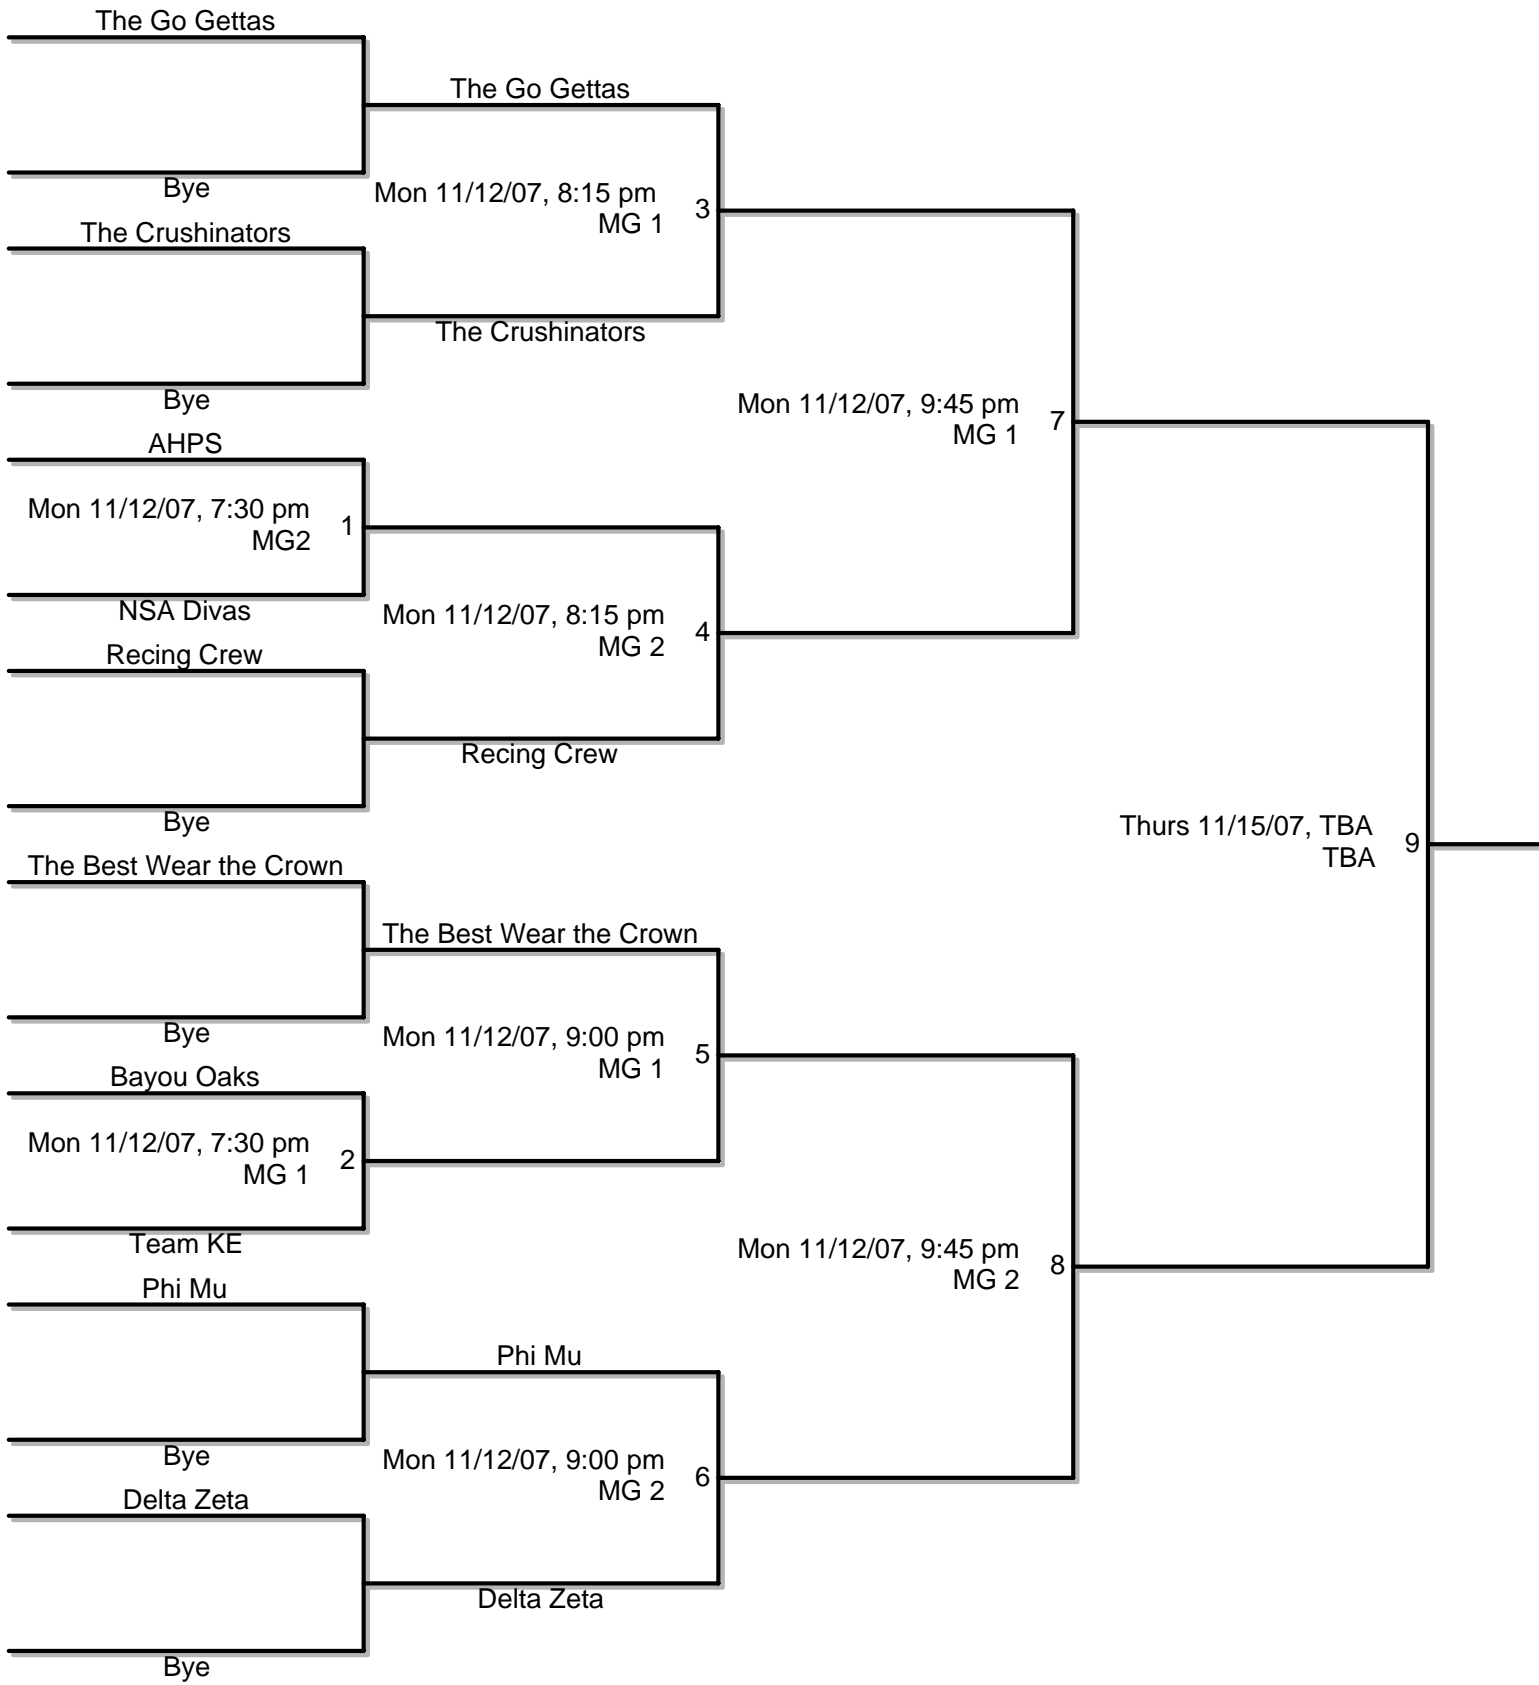 The Go Gettas
Bye
The Crushinators
Bye
AHPS
Mon 11/12/07, 7:30 pm
MG2
1
NSA Divas
Recing Crew
Bye
The Best Wear the Crown
Bye
Bayou Oaks
Mon 11/12/07, 7:30 pm
MG 1
2
Team KE
Phi Mu
Bye
Delta Zeta
Bye
The Go Gettas
Mon 11/12/07, 8:15 pm
MG 1
3
The Crushinators
Mon 11/12/07, 8:15 pm
MG 2
4
Recing Crew
The Best Wear the Crown
Mon 11/12/07, 9:00 pm
MG 1
5
Phi Mu
Mon 11/12/07, 9:00 pm
MG 2
6
Delta Zeta
Mon 11/12/07, 9:45 pm
MG 1
7
Mon 11/12/07, 9:45 pm
MG 2
8
Thurs 11/15/07, TBA
TBA
9